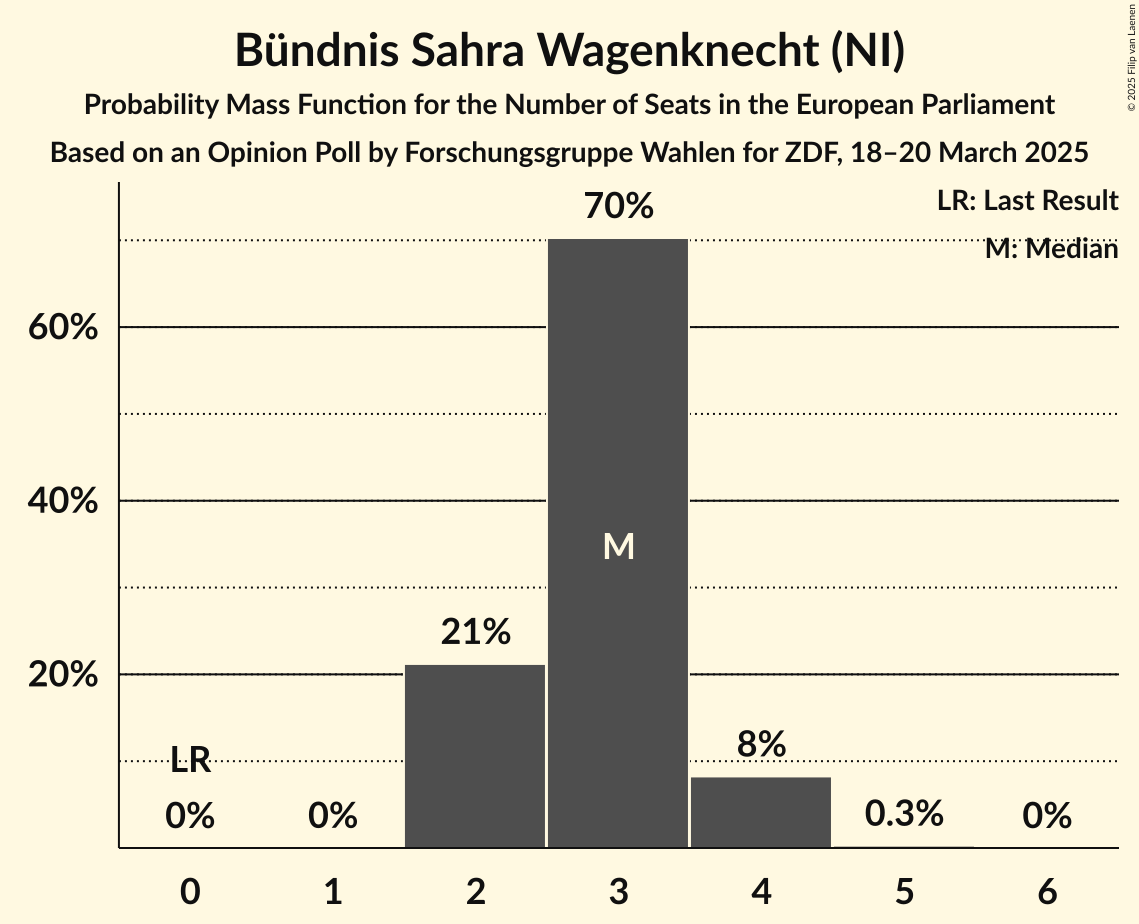 Bündnis Sahra Wagenknecht (NI)
Probability Mass Function for the Number of Seats in the European Parliament
Based on an Opinion Poll by Forschungsgruppe Wahlen for ZDF, 18–20 March 2025
© 2025 Filip van Laenen
LR: Last Result
M: Median
60%
40%
20%
70%
M
21%
8%
LR
0%
0%
0.3%
0%
0 1 2 3 4 5 6